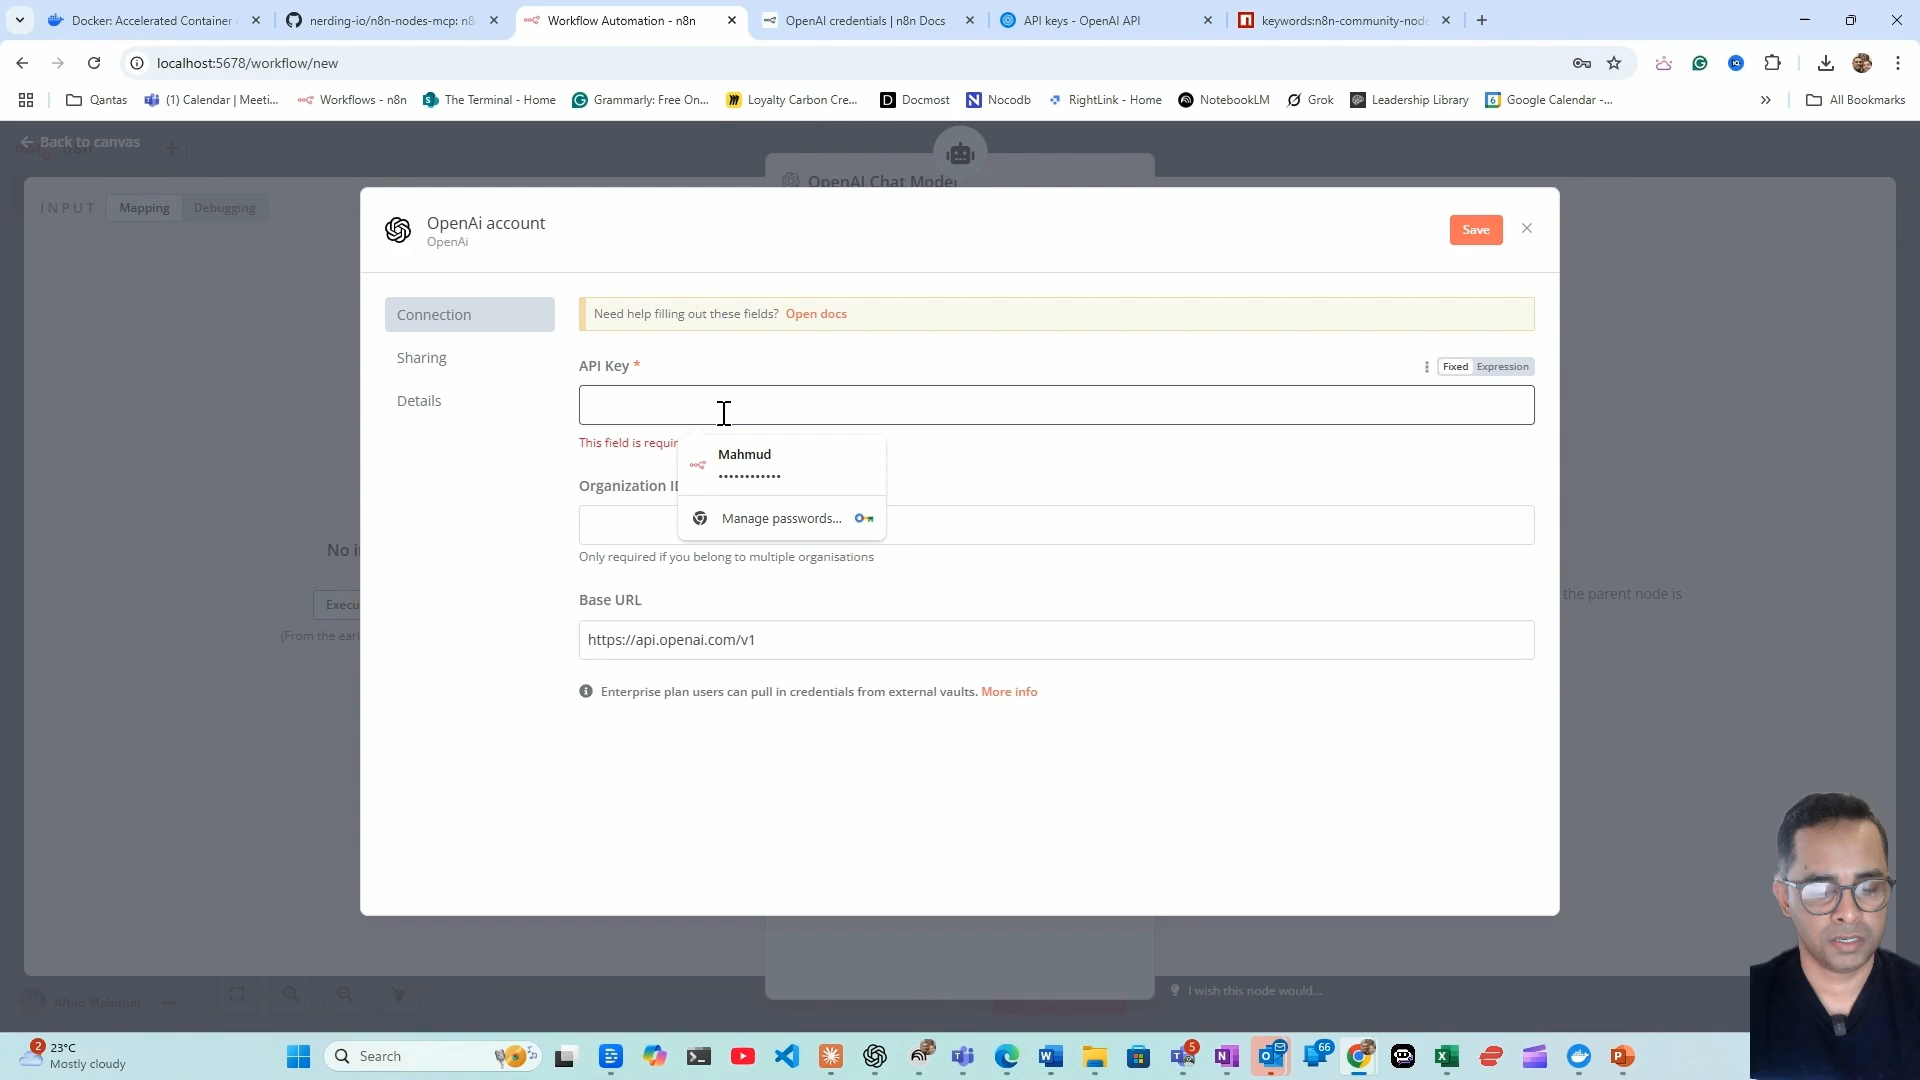 Docker: Accelerated Container
nerding-io/n8n-nodes-mcp: n8
Workflow Automation - n8n
OpenAI credentials | n8n Docs
API keys - OpenAI API
keywords:n8n-community-node
localhost:5678/workflow/new
Qantas
(1) Calendar | Meeti...
Workflows - n8n
The Terminal - Home
Grammarly: Free On...
Loyalty Carbon Cre...
Docmost
Nocodb
RightLink - Home
NotebookLM
Grok
Leadership Library
Google Calendar -...
All Bookmarks
Back to canvas
OpenAI Chat Model
INPUT
Mapping
Debugging
OpenAi account
OpenAi
Save
Connection
Sharing
Details
Need help filling out these fields? Open docs
API Key *
Fixed
Expression
This field is requir
Mahmud
••••••••••••
Manage passwords...
Organization ID
Only required if you belong to multiple organisations
No i
Execu
(From the earl
the parent node is
Base URL
https://api.openai.com/v1
Enterprise plan users can pull in credentials from external vaults. More info
I wish this node would...
Aftab Mahmud
2
23°C
Mostly cloudy
Search
5
66